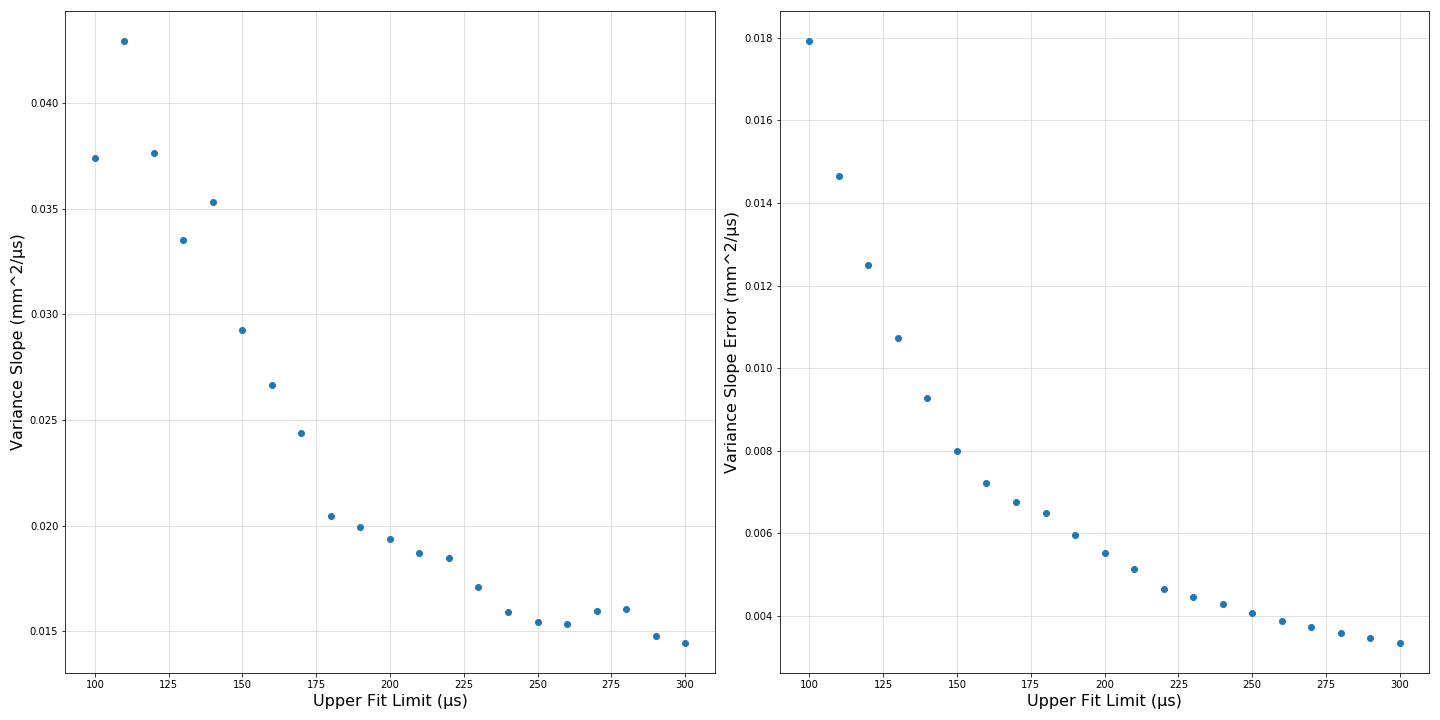 0.040
0.035
0.030
0.025
0.020
0.015
Variance Slope (mm^2/μs)
100 125 150 175 200 225 250 275 300
Upper Fit Limit (μs)
0.018
0.016
0.014
0.012
0.010
0.008
0.006
0.004
Variance Slope Error (mm^2/μs)
100 125 150 175 200 225 250 275 300
Upper Fit Limit (μs)